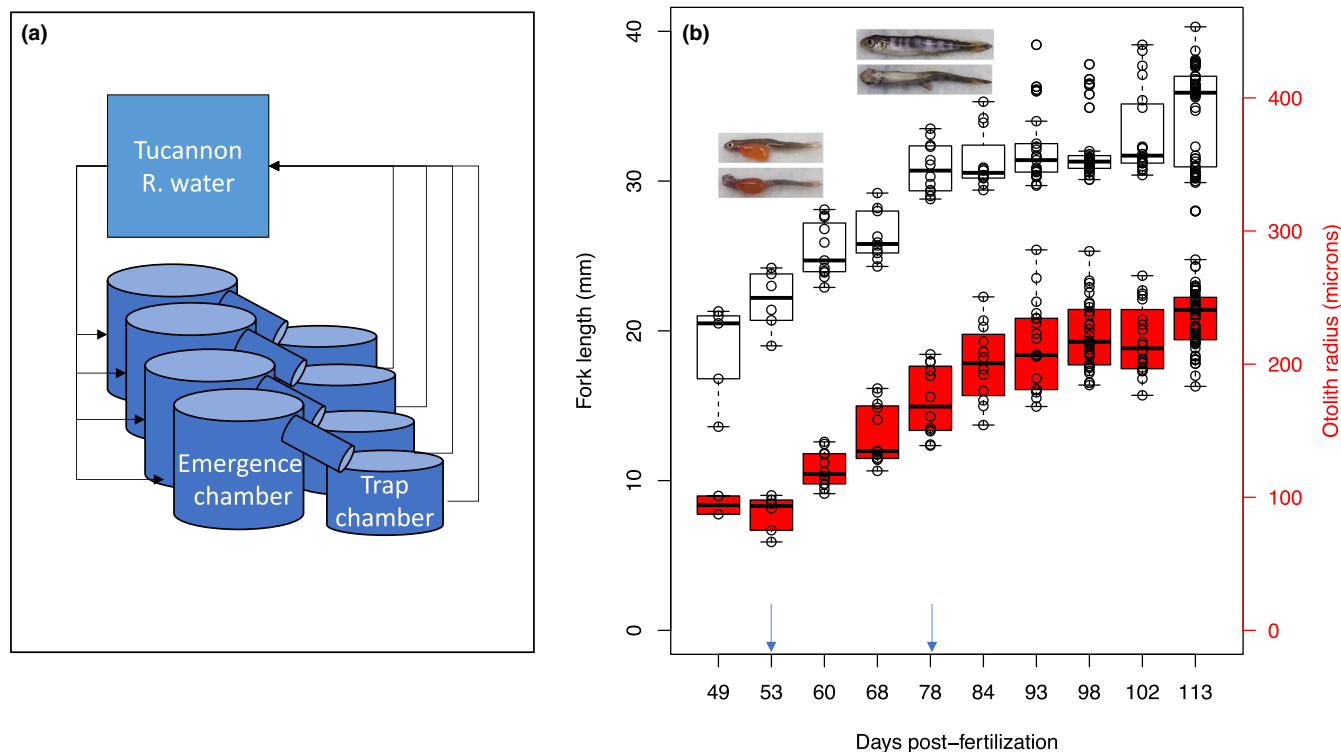 (a)
Tucannon
R. water
Emergence
chamber
Trap
chamber
(b)
Fork length (mm)
40
30
20
10
0
Otolith radius (microns)
400
300
200
100
0
49 53 60 68 78 84 93 98 102 113
Days post–fertilization